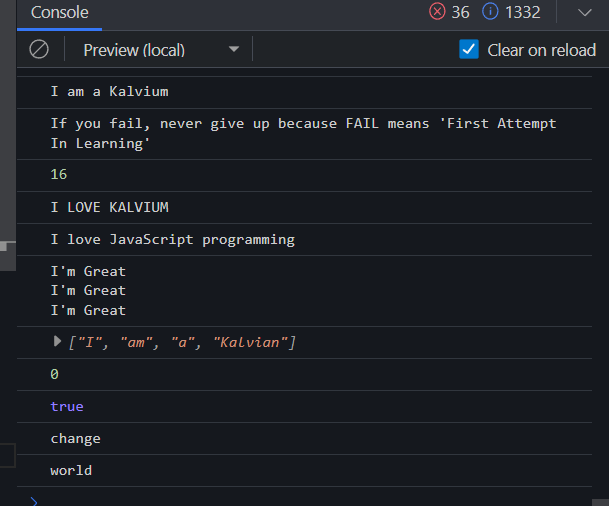 Console
36
1332
Preview (local)
Clear on reload
I am a Kalvium
If you fail, never give up because FAIL means 'First Attempt
In Learning'
16
I LOVE KALVIUM
I love JavaScript programming
I'm Great
I'm Great
I'm Great
["I", "am", "a", "Kalvian"]
0
true
change
world